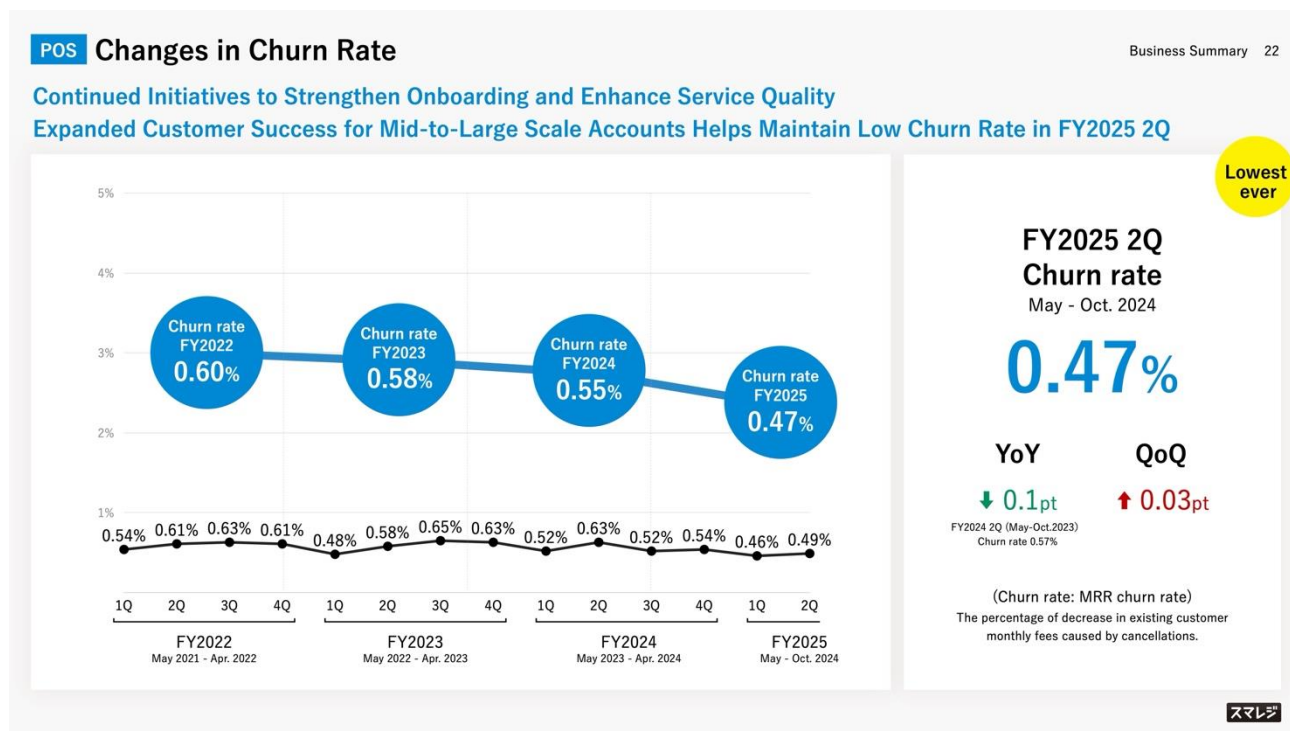 POS Changes in Churn Rate
Business Summary 22
Continued Initiatives to Strengthen Onboarding and Enhance Service Quality
Expanded Customer Success for Mid-to-Large Scale Accounts Helps Maintain Low Churn Rate in FY2025 2Q
5%
4%
3%
2%
1%
Churn rate
FY2022
0.60%
Churn rate
FY2023
0.58%
Churn rate
FY2024
0.55%
Churn rate
FY2025
0.47%
0.54% 0.61% 0.63% 0.61% 0.48% 0.58% 0.65% 0.63% 0.52% 0.63% 0.52% 0.54% 0.46% 0.49%
1Q 2Q 3Q 4Q 1Q 2Q 3Q 4Q 1Q 2Q 3Q 4Q 1Q 2Q
FY2022 FY2023 FY2024 FY2025
May 2021 - Apr. 2022 May 2022 - Apr. 2023 May 2023 - Apr. 2024 May - Oct. 2024
Lowest
ever
FY2025 2Q
Churn rate
May - Oct. 2024
0.47%
YoY QoQ
0.1pt 0.03pt
FY2024 2Q (May-Oct.2023)
Churn rate 0.57%
(Churn rate: MRR churn rate)
The percentage of decrease in existing customer
monthly fees caused by cancellations.
スマレジ